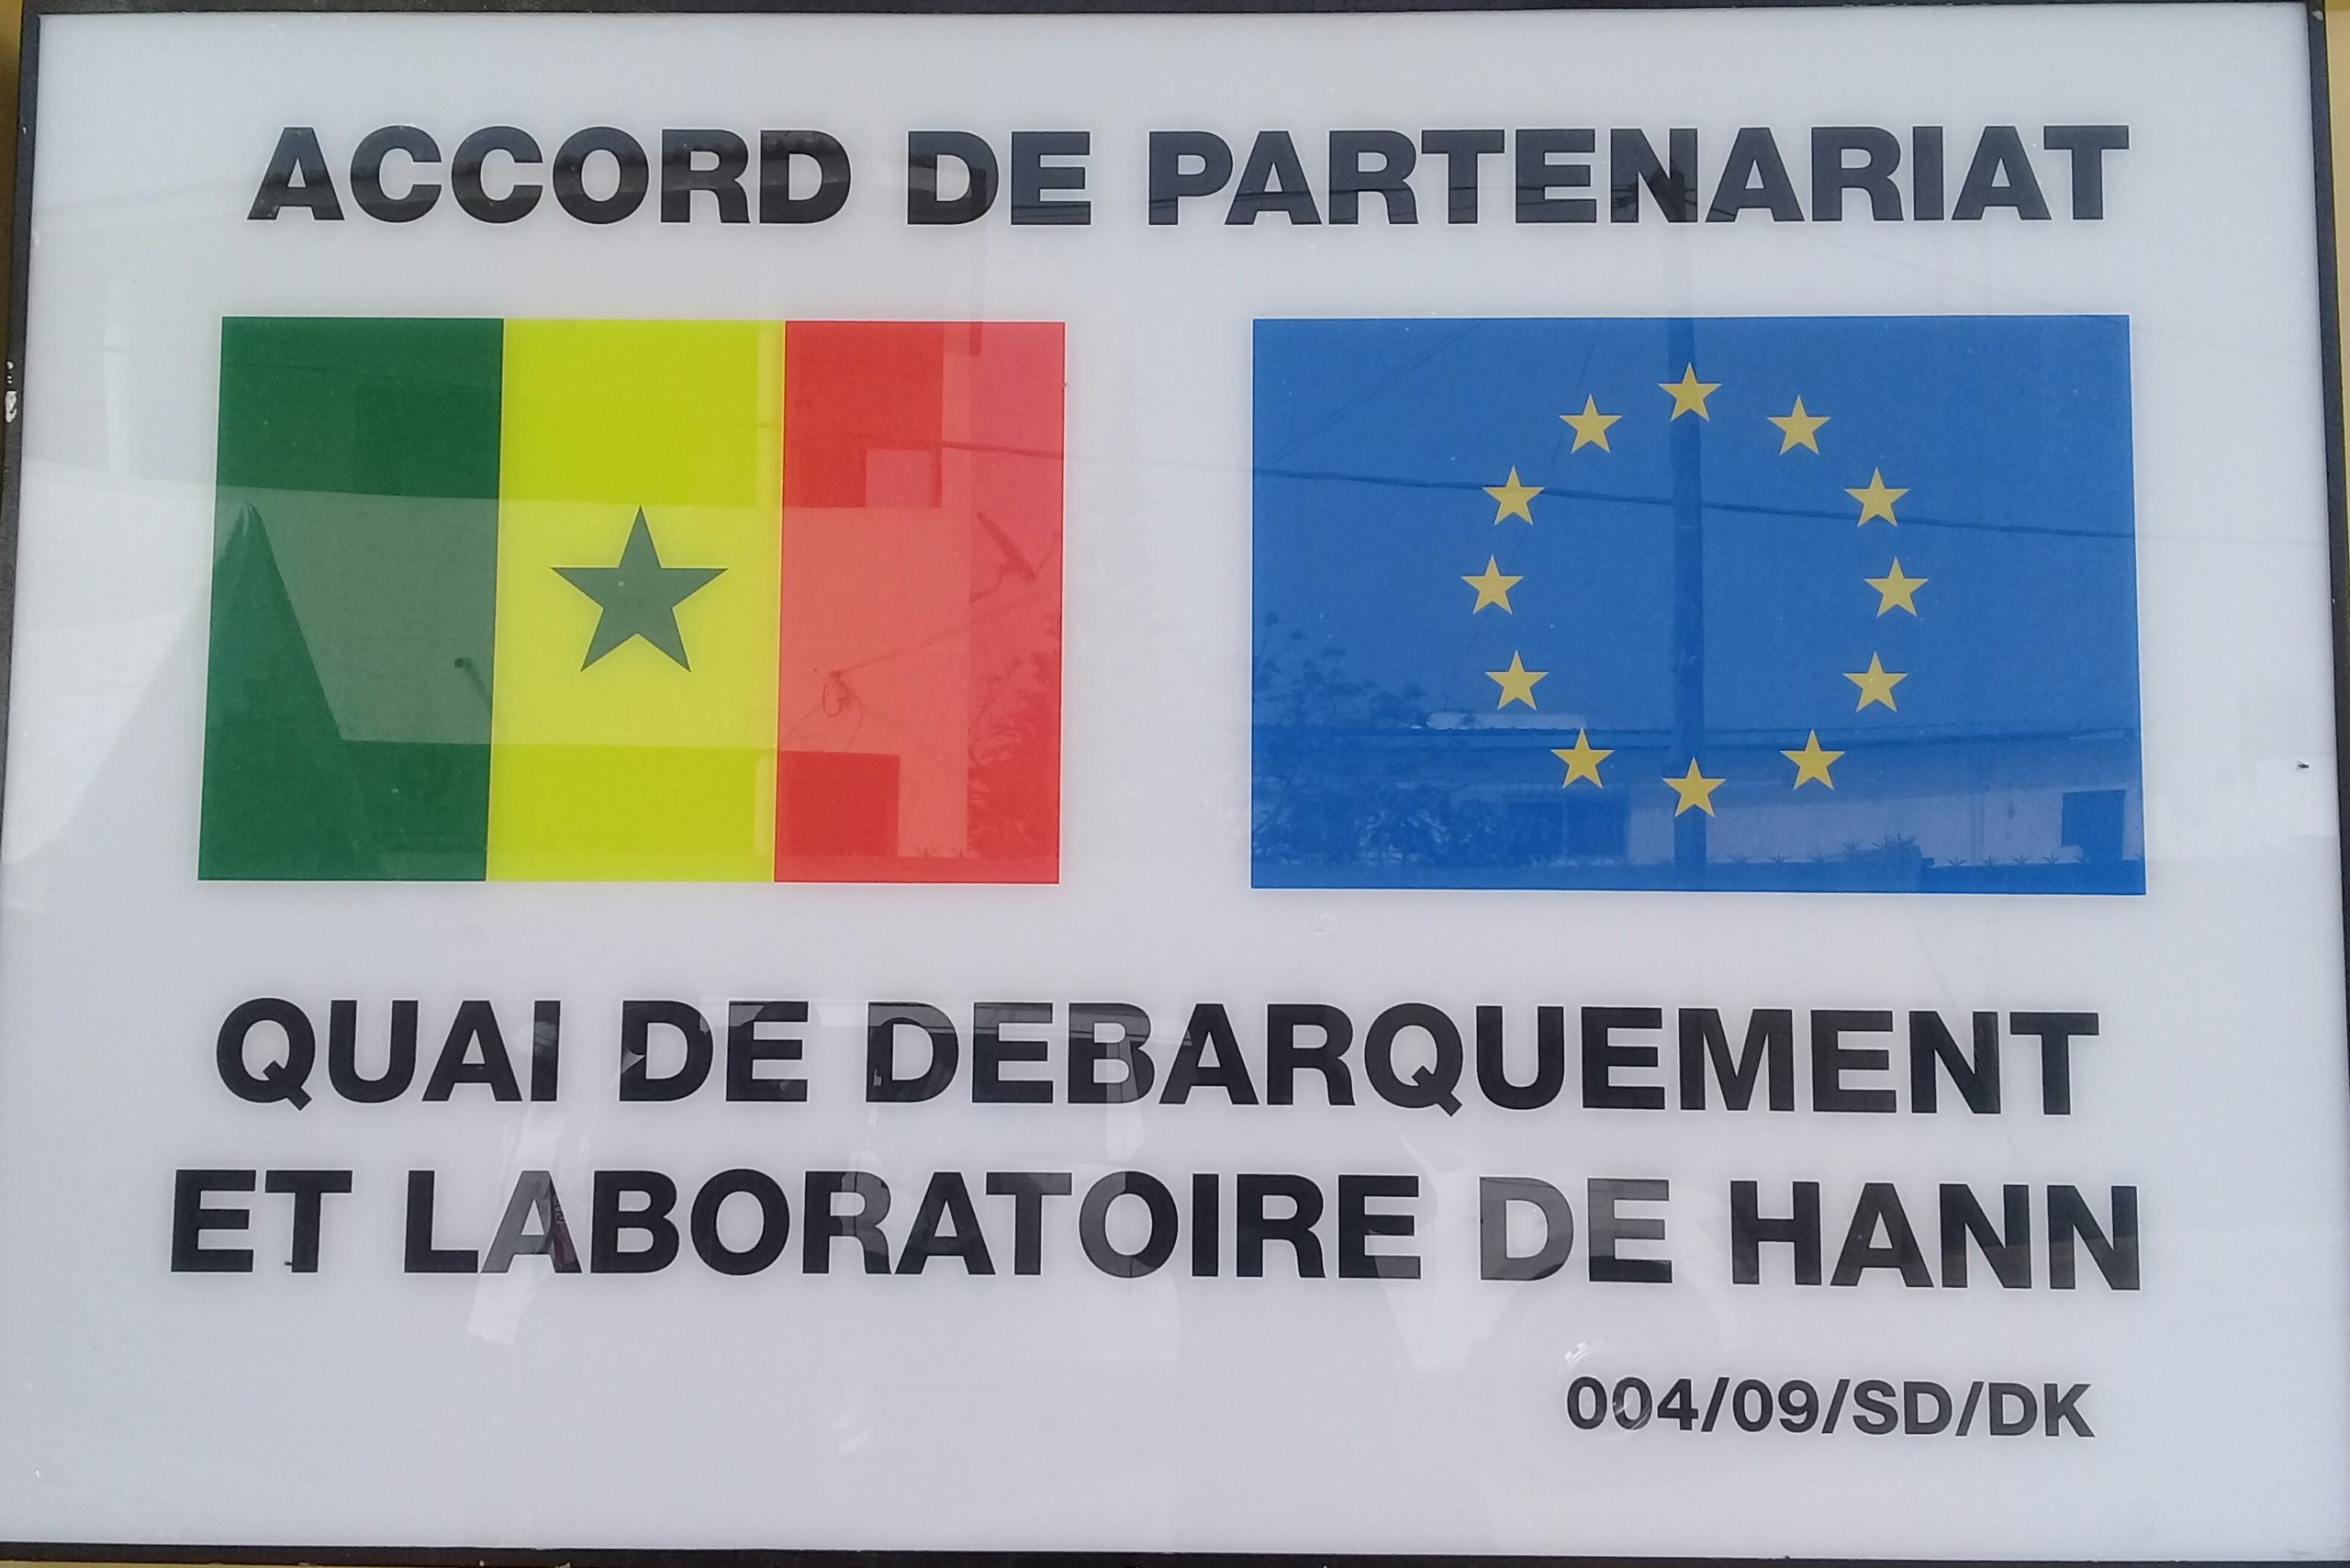 ACCORD DE PARTENARIAT
QUAI DE DEBARQUEMENT
ET LABORATOIRE DE HANN
004/09/SD/DK